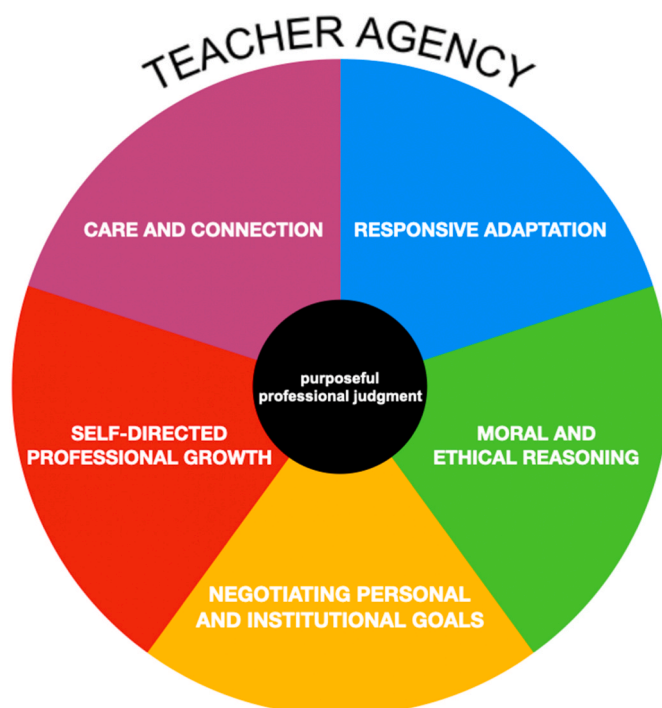 TEACHER AGENCY
CARE AND CONNECTION
RESPONSIVE ADAPTATION
purposeful
professional judgment
SELF-DIRECTED
PROFESSIONAL GROWTH
MORAL AND
ETHICAL REASONING
NEGOTIATING PERSONAL
AND INSTITUTIONAL GOALS